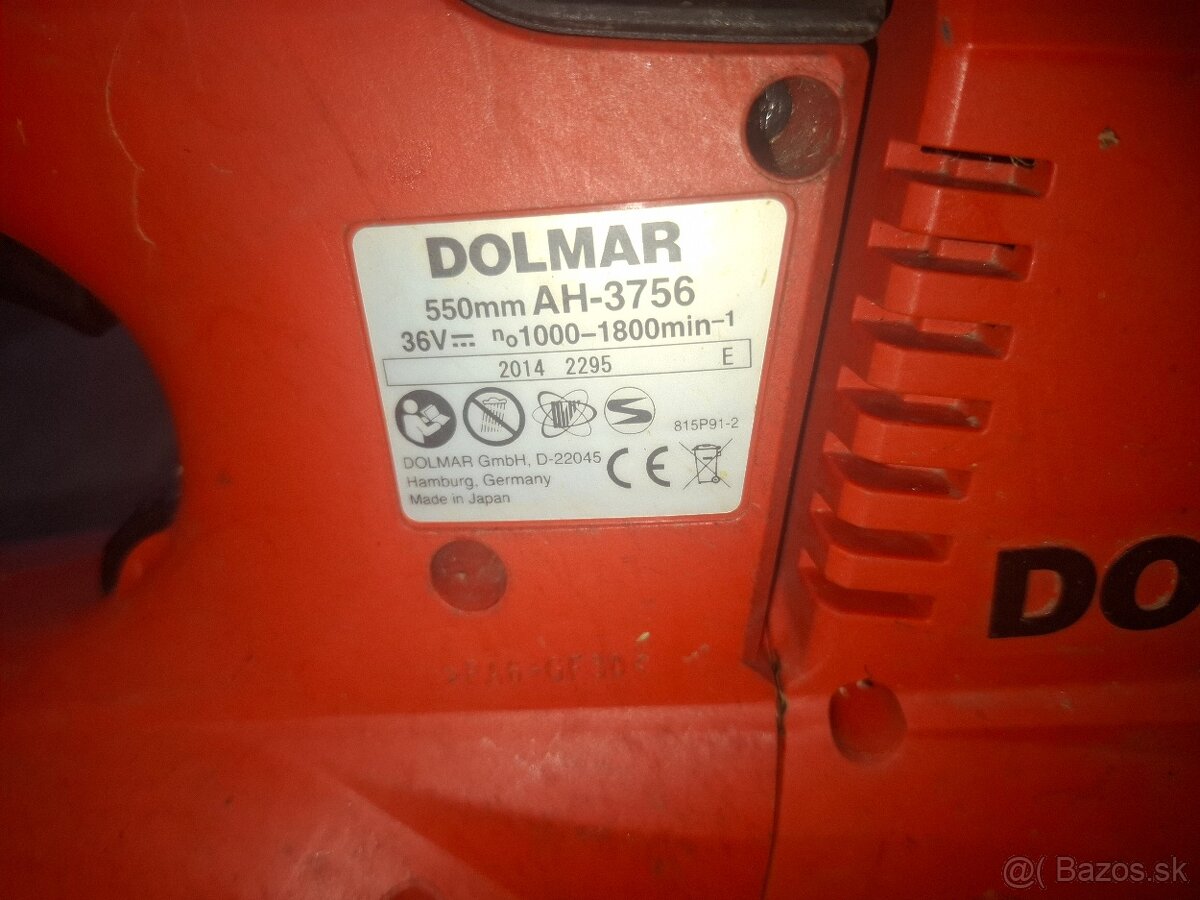 DOLMAR
550mm AH-3756
36V⎓ n₀1000–1800min⁻¹
2014 2295 E
815P91-2
DOLMAR GmbH, D-22045
Hamburg, Germany
Made in Japan
CE
DO
@( Bazos.sk